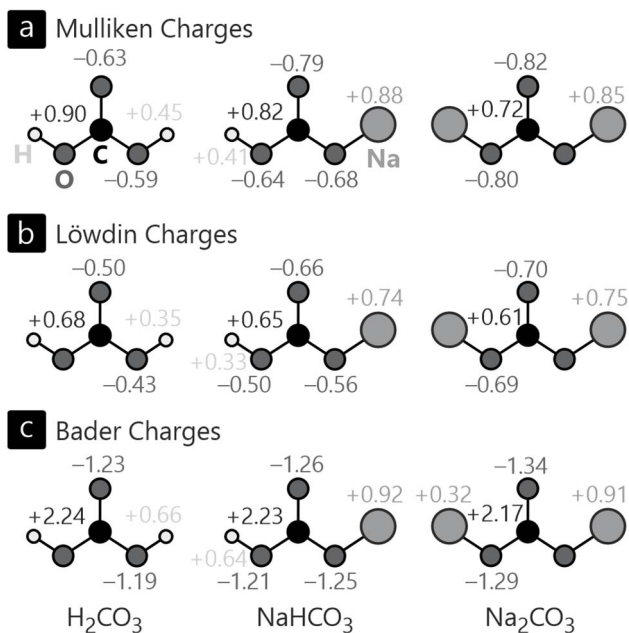 a Mulliken Charges
−0.63 −0.79 −0.82
+0.90 +0.45 +0.82 +0.88 +0.72 +0.85
H C +0.41 Na
O −0.59 −0.64 −0.68 −0.80
b Löwdin Charges
−0.50 −0.66 −0.70
+0.68 +0.35 +0.65 +0.74 +0.61 +0.75
+0.33
−0.43 −0.50 −0.56 −0.69
c Bader Charges
−1.23 −1.26 −1.34
+2.24 +0.66 +2.23 +0.92 +0.32 +2.17 +0.91
+0.64
−1.19 −1.21 −1.25 −1.29
H₂CO₃ NaHCO₃ Na₂CO₃